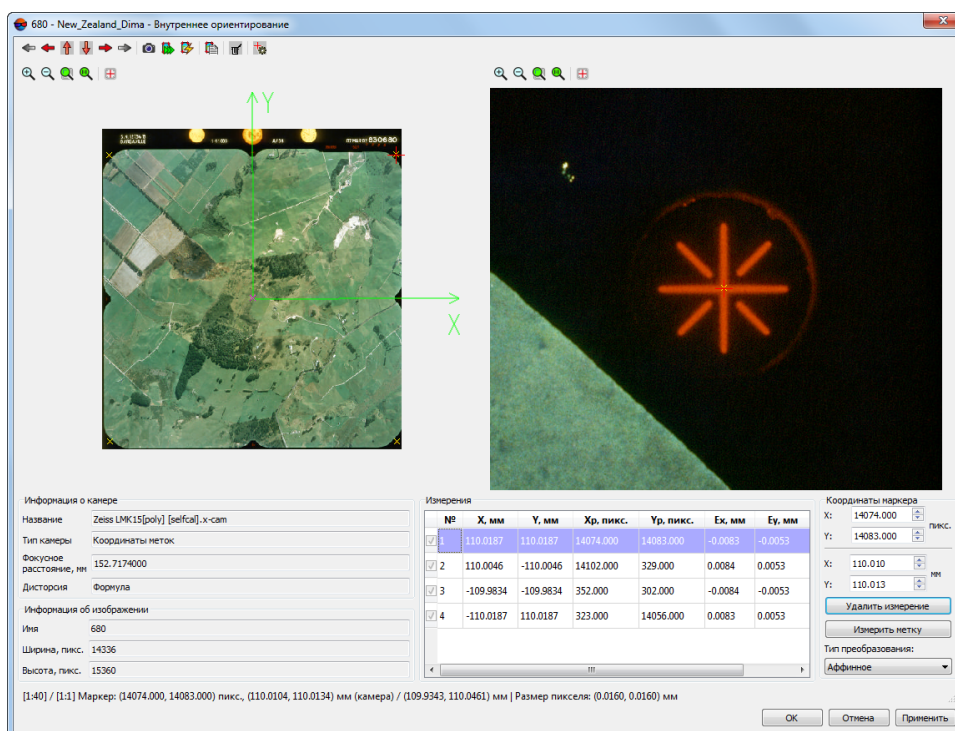 680 - New_Zealand_Dima - Внутреннее ориентирование
Y
X
830680
Информация о камере
Название Zeiss LMK15[poly] [selfcal].x-cam
Тип камеры Координаты меток
Фокусное
расстояние, мм 152.7174000
Дисторсия Формула
Информация об изображении
Имя 680
Ширина, пикс. 14336
Высота, пикс. 15360
Измерения
№ X, мм Y, мм Xp, пикс. Yp, пикс. Ex, мм Ey, мм
1 110.0187 110.0187 14074.000 14083.000 -0.0083 -0.0053
2 110.0046 -110.0046 14102.000 329.000 0.0084 0.0053
3 -109.9834 -109.9834 352.000 302.000 -0.0084 -0.0053
4 -110.0187 110.0187 323.000 14056.000 0.0083 0.0053
Координаты маркера
X: 14074.000
пикс.
Y: 14083.000
X: 110.010
мм
Y: 110.013
Удалить измерение
Измерить метку
Тип преобразования:
Аффинное
[1:40] / [1:1] Маркер: (14074.000, 14083.000) пикс., (110.0104, 110.0134) мм (камера) / (109.9343, 110.0461) мм | Размер пикселя: (0.0160, 0.0160) мм
OK Отмена Применить